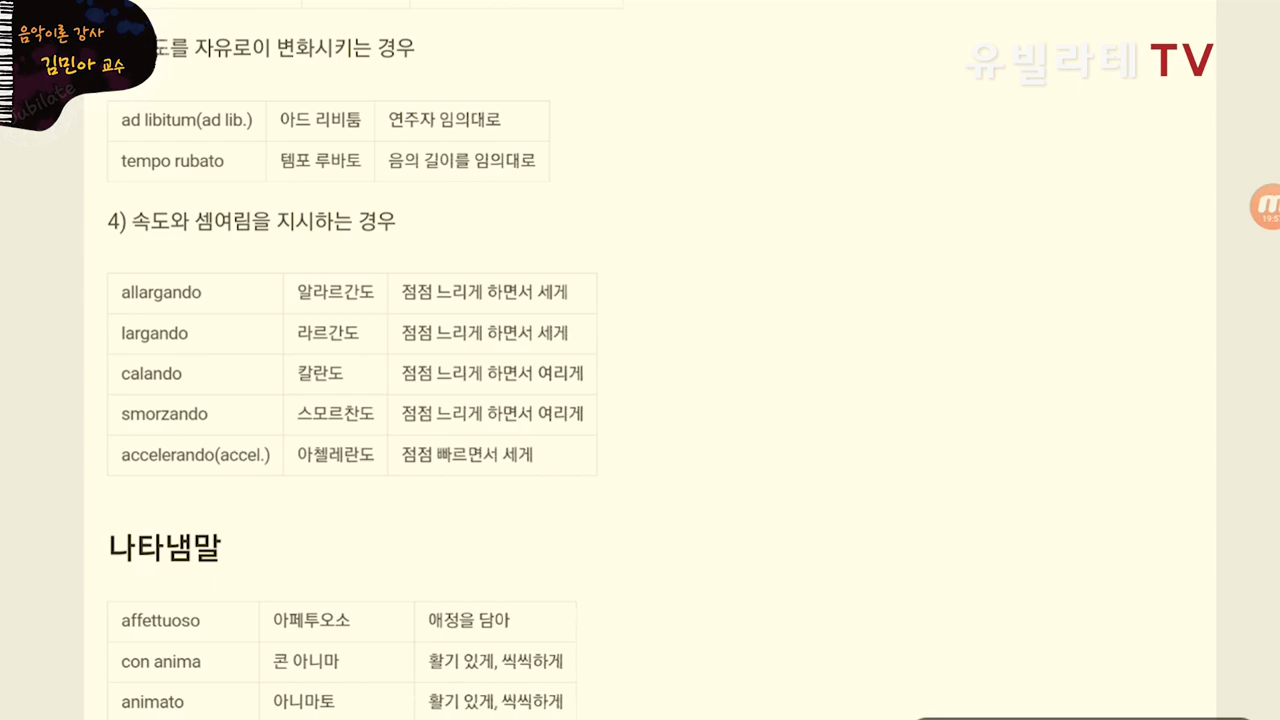 음악이론 강사
김민아 교수
유빌라테 TV
도를 자유로이 변화시키는 경우
ad libitum(ad lib.) 아드 리비툼 연주자 임의대로
tempo rubato 템포 루바토 음의 길이를 임의대로
4) 속도와 셈여림을 지시하는 경우
allargando 알라르간도 점점 느리게 하면서 세게
largando 라르간도 점점 느리게 하면서 세게
calando 칼란도 점점 느리게 하면서 여리게
smorzando 스모르찬도 점점 느리게 하면서 여리게
accelerando(accel.) 아첼레란도 점점 빠르면서 세게
나타냄말
affettuoso 아페투오소 애정을 담아
con anima 콘 아니마 활기 있게, 씩씩하게
animato 아니마토 활기 있게, 씩씩하게